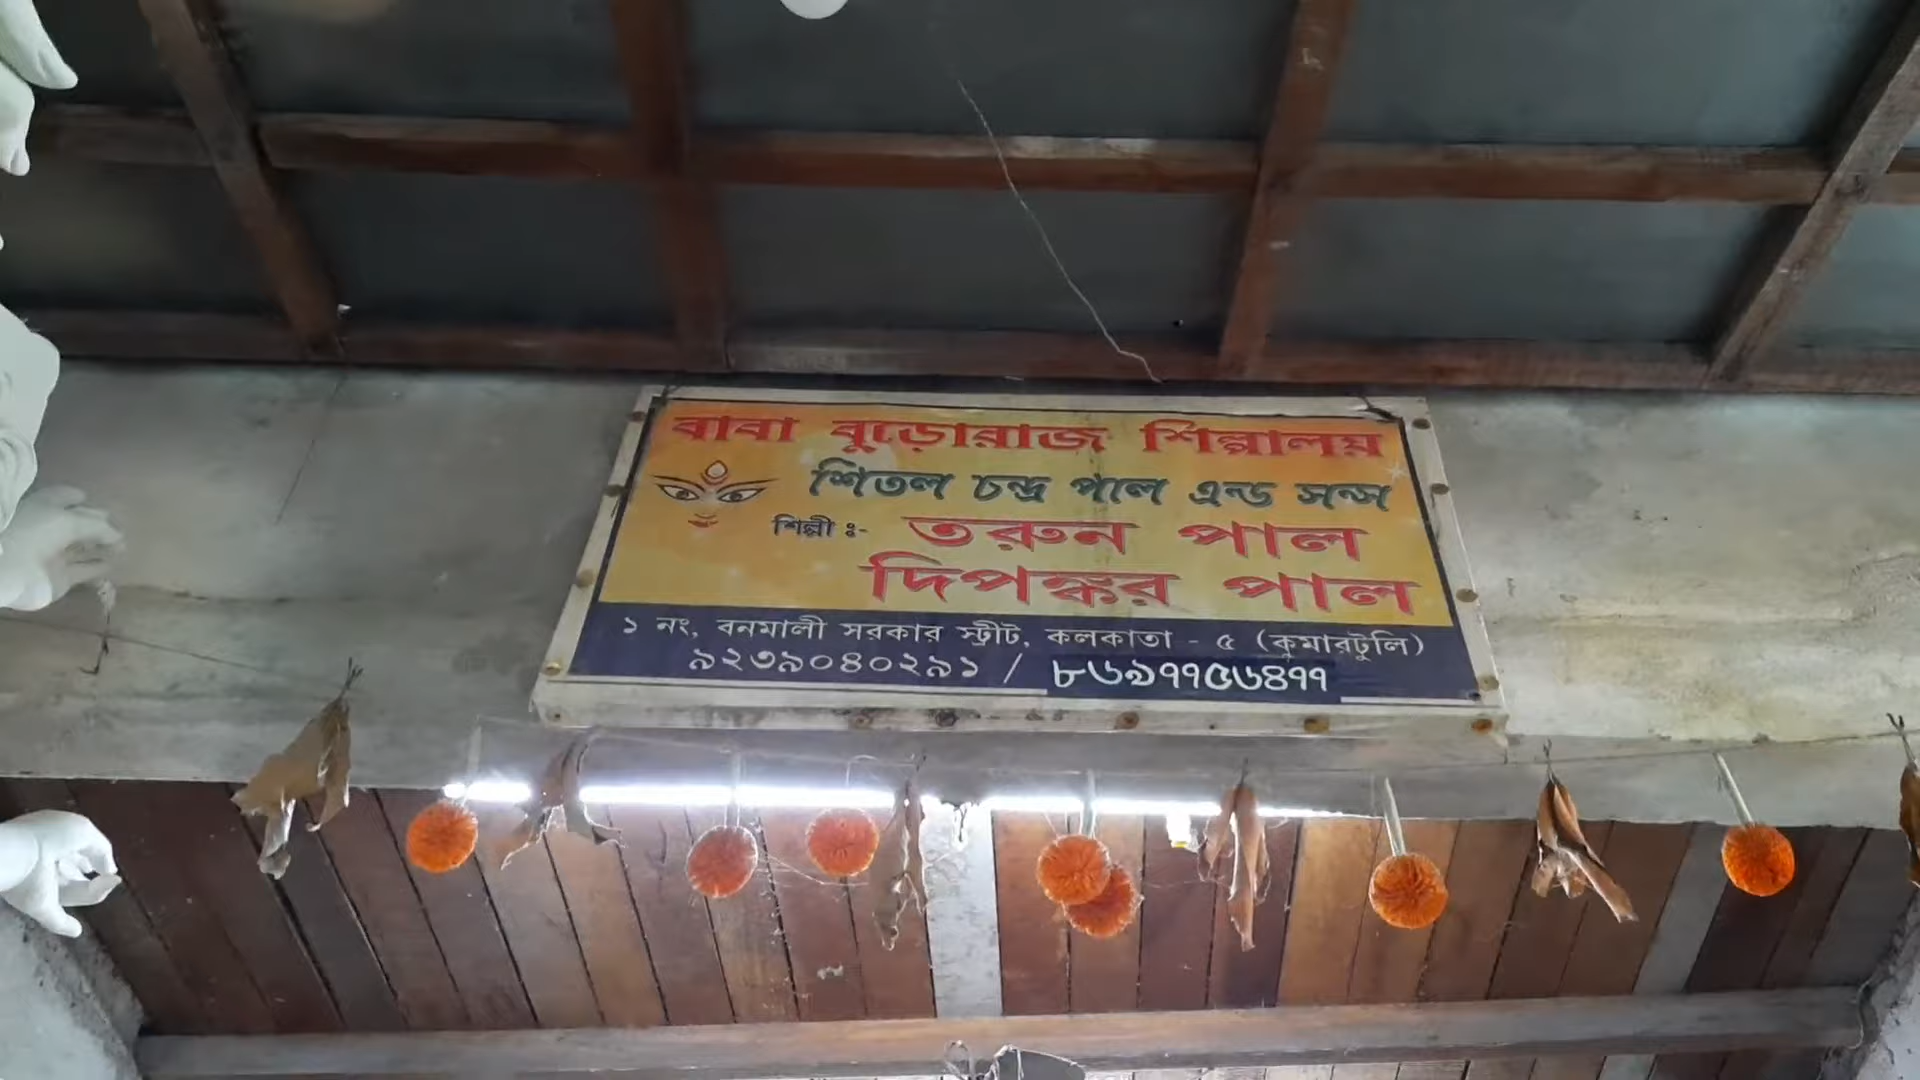 বাবা বুড়োরাজ শিল্পালয়
শিতল চন্দ্র পাল এন্ড সন্স
শিল্পী ঃ- তরুন পাল
দিপঙ্কর পাল
১ নং, বনমালী সরকার স্ট্রীট, কলকাতা - ৫ (কুমারটুলি)
৯২৩৯০৪০২৯১ / ৮৬৯৭৭৫৬৪৭৭